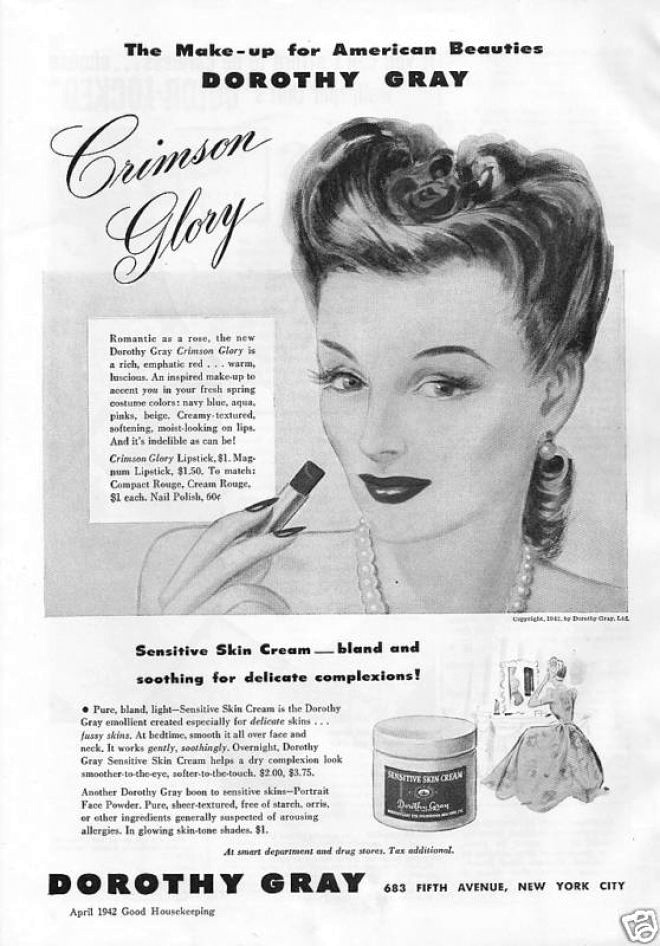 The Make-up for American Beauties
DOROTHY GRAY
Crimson
Glory
Romantic as a rose, the new
Dorothy Gray Crimson Glory is
a rich, emphatic red . . . warm,
luscious. An inspired make-up to
accent you in your fresh spring
costume colors: navy blue, aqua,
pinks, beige. Creamy-textured,
softening, moist-looking on lips.
And it's indelible as can be!
Crimson Glory Lipstick, $1. Mag-
num Lipstick, $1.50. To match:
Compact Rouge, Cream Rouge,
$1 each. Nail Polish, 60¢
Copyright, 1942, by Dorothy Gray, Ltd.
Sensitive Skin Cream — bland and
soothing for delicate complexions!
• Pure, bland, light—Sensitive Skin Cream is the Dorothy
Gray emollient created especially for delicate skins . . .
fussy skins. At bedtime, smooth it all over face and
neck. It works gently, soothingly. Overnight, Dorothy
Gray Sensitive Skin Cream helps a dry complexion look
smoother-to-the-eye, softer-to-the-touch. $2.00, $3.75.
Another Dorothy Gray boon to sensitive skins—Portrait
Face Powder. Pure, sheer-textured, free of starch, orris,
or other ingredients generally suspected of arousing
allergies. In glowing skin-tone shades. $1.
SENSITIVE SKIN CREAM
Dorothy Gray
At smart department and drug stores. Tax additional.
DOROTHY GRAY 683 FIFTH AVENUE, NEW YORK CITY
April 1942 Good Housekeeping